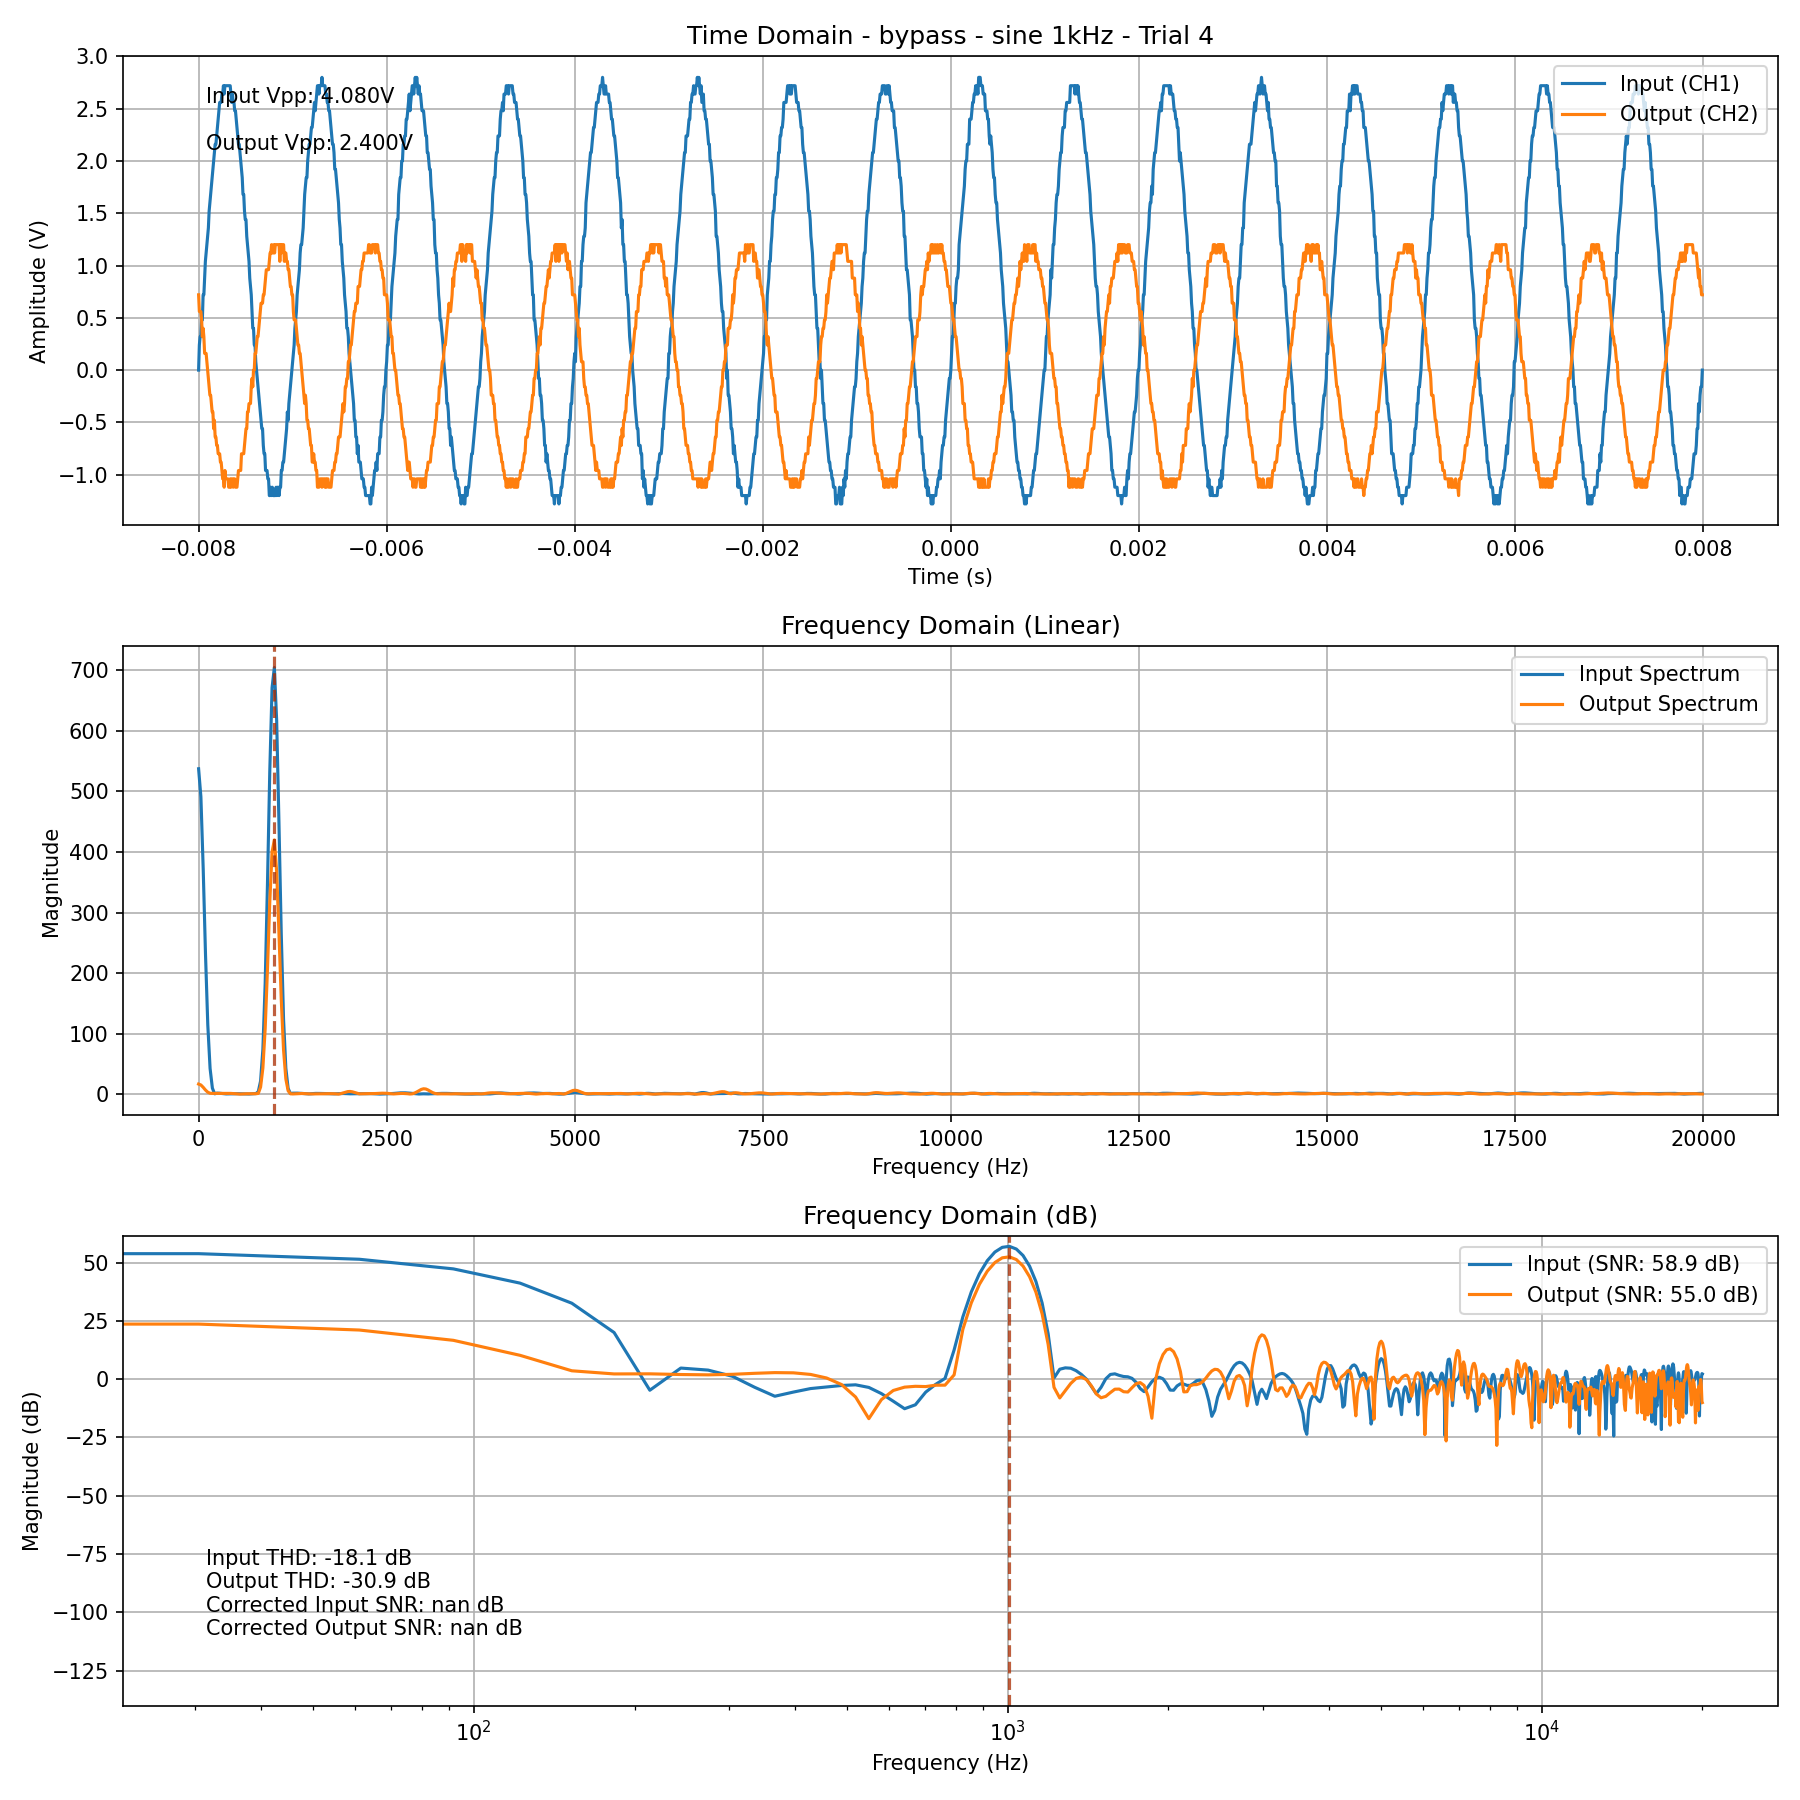 Time Domain - bypass - sine 1kHz - Trial 4
Amplitude (V)
3.0
2.5
2.0
1.5
1.0
0.5
0.0
−0.5
−1.0
Input Vpp: 4.080V
Output Vpp: 2.400V
Input (CH1)
Output (CH2)
−0.008
−0.006
−0.004
−0.002
0.000
0.002
0.004
0.006
0.008
Time (s)
Frequency Domain (Linear)
Magnitude
700
600
500
400
300
200
100
0
Input Spectrum
Output Spectrum
0
2500
5000
7500
10000
12500
15000
17500
20000
Frequency (Hz)
Frequency Domain (dB)
Magnitude (dB)
50
25
0
−25
−50
−75
−100
−125
Input (SNR: 58.9 dB)
Output (SNR: 55.0 dB)
Input THD: -18.1 dB
Output THD: -30.9 dB
Corrected Input SNR: nan dB
Corrected Output SNR: nan dB
10²
10³
10⁴
Frequency (Hz)